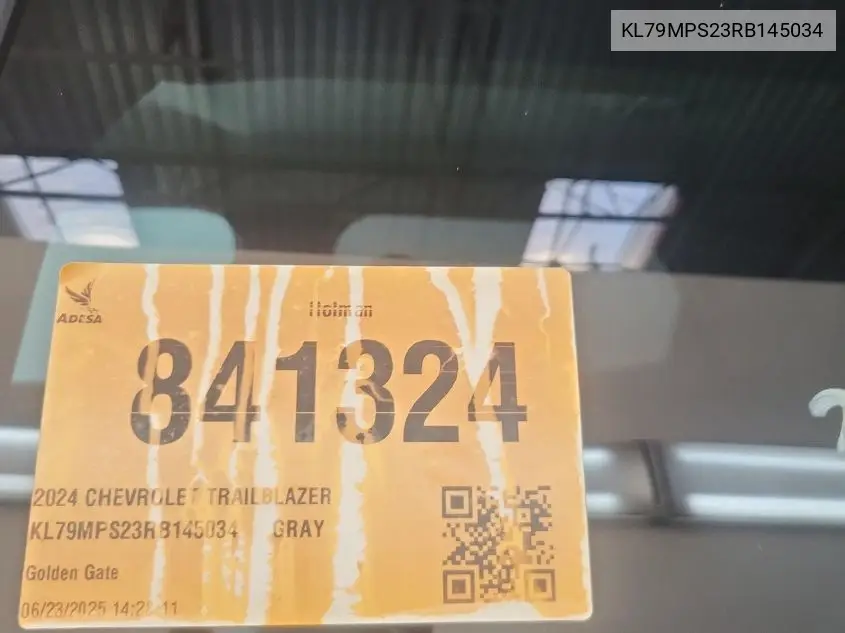 KL79MPS23RB145034
ADESA
Holman
841324
2024 CHEVROLET TRAILBLAZER
KL79MPS23RB145034 GRAY
Golden Gate
06/23/2025